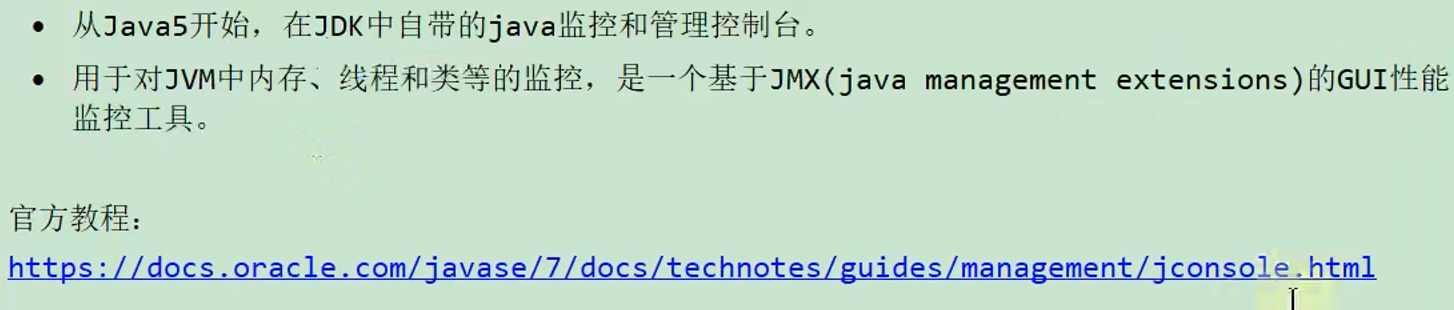 • 从Java5开始，在JDK中自带的java监控和管理控制台。
• 用于对JVM中内存、线程和类等的监控，是一个基于JMX(java management extensions)的GUI性能
监控工具。
官方教程：
https://docs.oracle.com/javase/7/docs/technotes/guides/management/jconsole.html